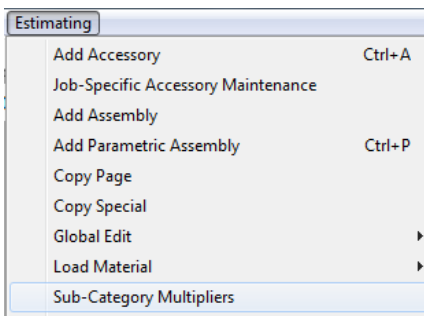 Estimating
Add Accessory Ctrl+A
Job-Specific Accessory Maintenance
Add Assembly
Add Parametric Assembly Ctrl+P
Copy Page
Copy Special
Global Edit
Load Material
Sub-Category Multipliers